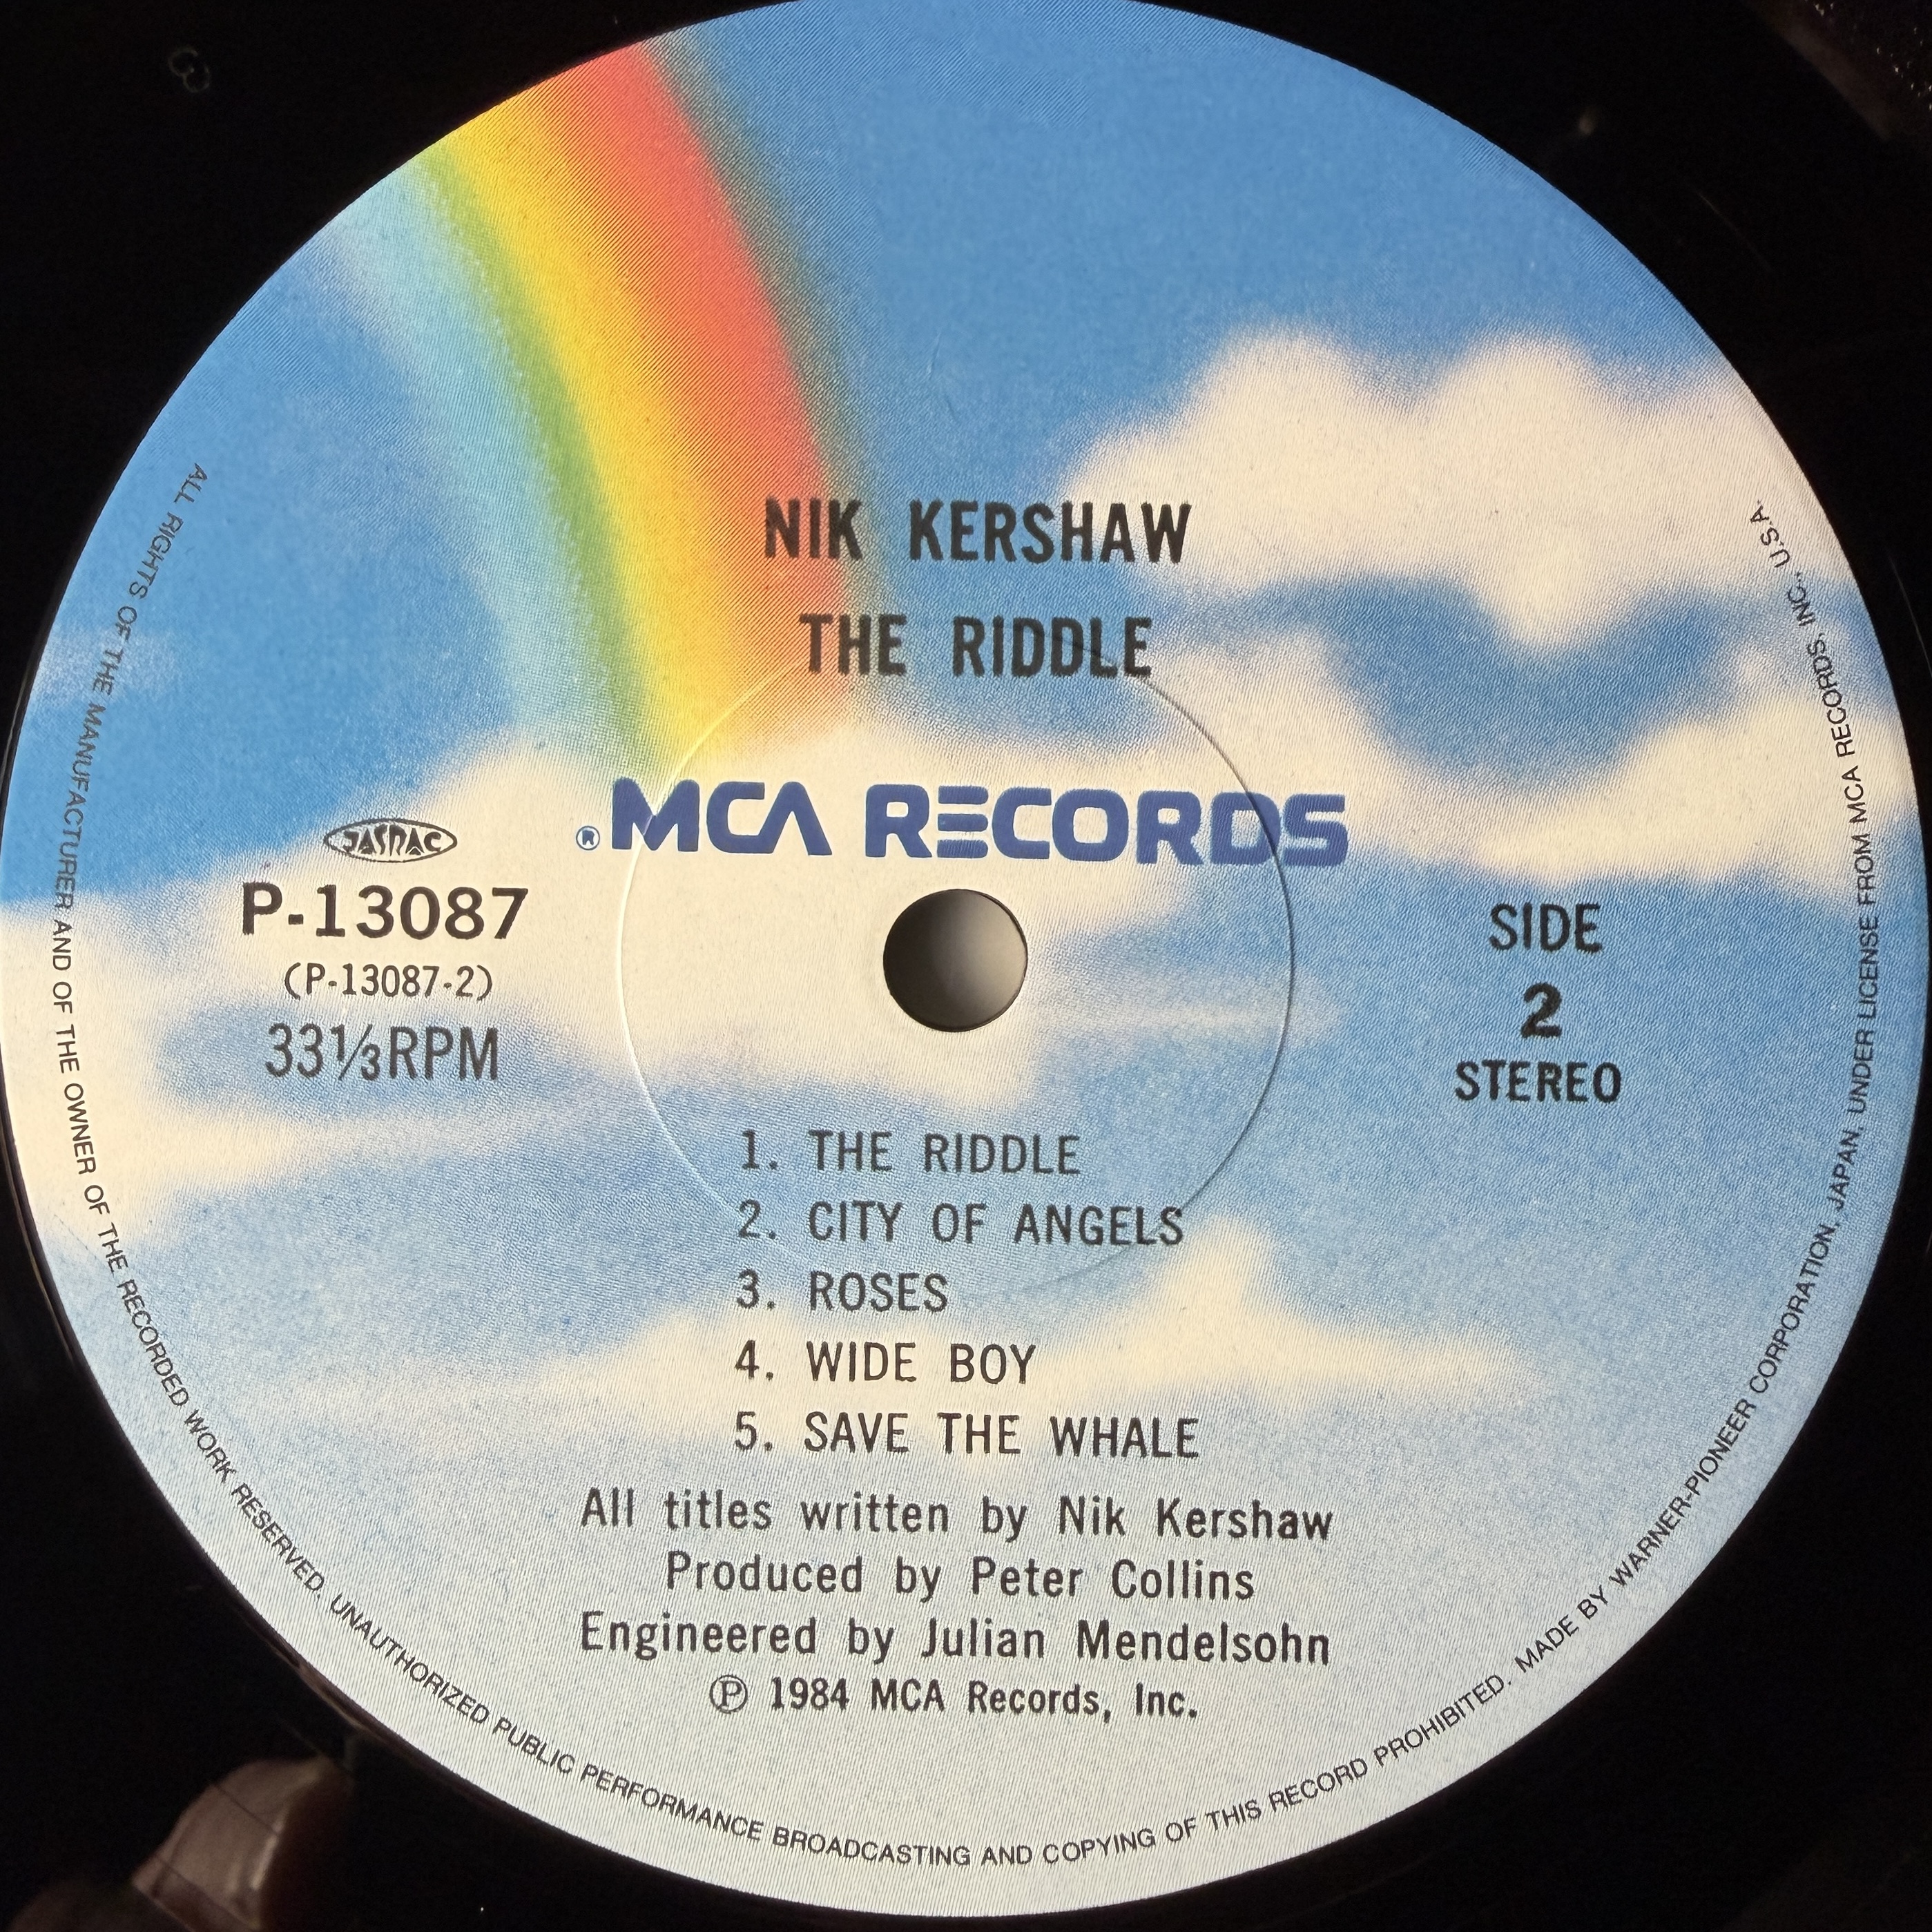 NIK KERSHAW
THE RIDDLE
® MCA RECORDS
JASRAC
P-13087
(P-13087-2)
33⅓RPM
SIDE
2
STEREO
1. THE RIDDLE
2. CITY OF ANGELS
3. ROSES
4. WIDE BOY
5. SAVE THE WHALE
All titles written by Nik Kershaw
Produced by Peter Collins
Engineered by Julian Mendelsohn
Ⓟ 1984 MCA Records, Inc.
ALL RIGHTS OF THE MANUFACTURER AND OF THE OWNER OF THE RECORDED WORK RESERVED. UNAUTHORIZED PUBLIC PERFORMANCE BROADCASTING AND COPYING OF THIS RECORD PROHIBITED. MADE BY WARNER-PIONEER CORPORATION, JAPAN, UNDER LICENSE FROM MCA RECORDS, INC., U.S.A.